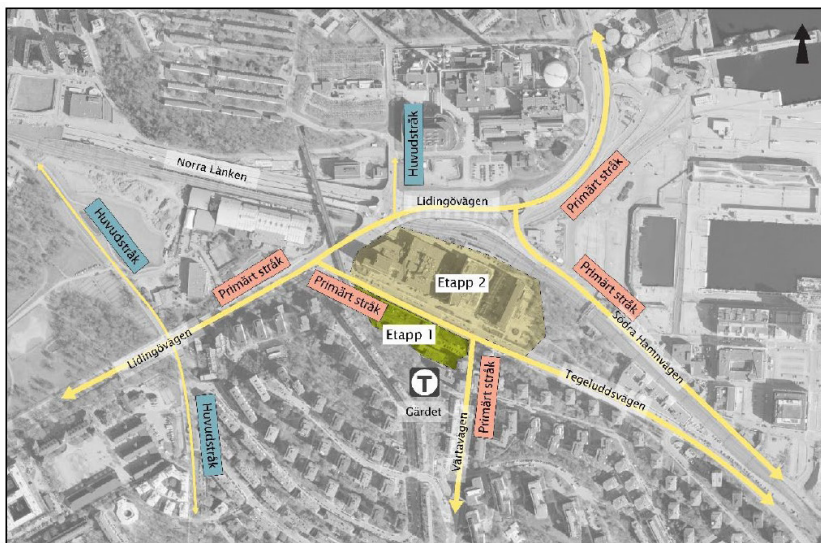 Huvudstråk
Norra Länken
Lidingövägen
Primärt stråk
Huvudstråk
Primärt stråk
Etapp 2
Primärt stråk
Primärt stråk
Etapp 1
Södra Hamnvägen
Lidingövägen
T
Primärt stråk
Tegeluddsvägen
Gärdet
Huvudstråk
Värtavägen